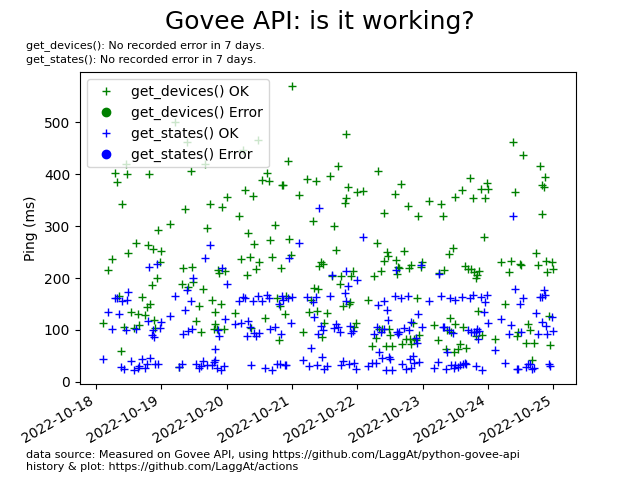 Govee API: is it working?
get_devices(): No recorded error in 7 days.
get_states(): No recorded error in 7 days.
get_devices() OK
get_devices() Error
get_states() OK
get_states() Error
Ping (ms)
500
400
300
200
100
0
2022-10-18
2022-10-19
2022-10-20
2022-10-21
2022-10-22
2022-10-23
2022-10-24
2022-10-25
data source: Measured on Govee API, using https://github.com/LaggAt/python-govee-api
history & plot: https://github.com/LaggAt/actions